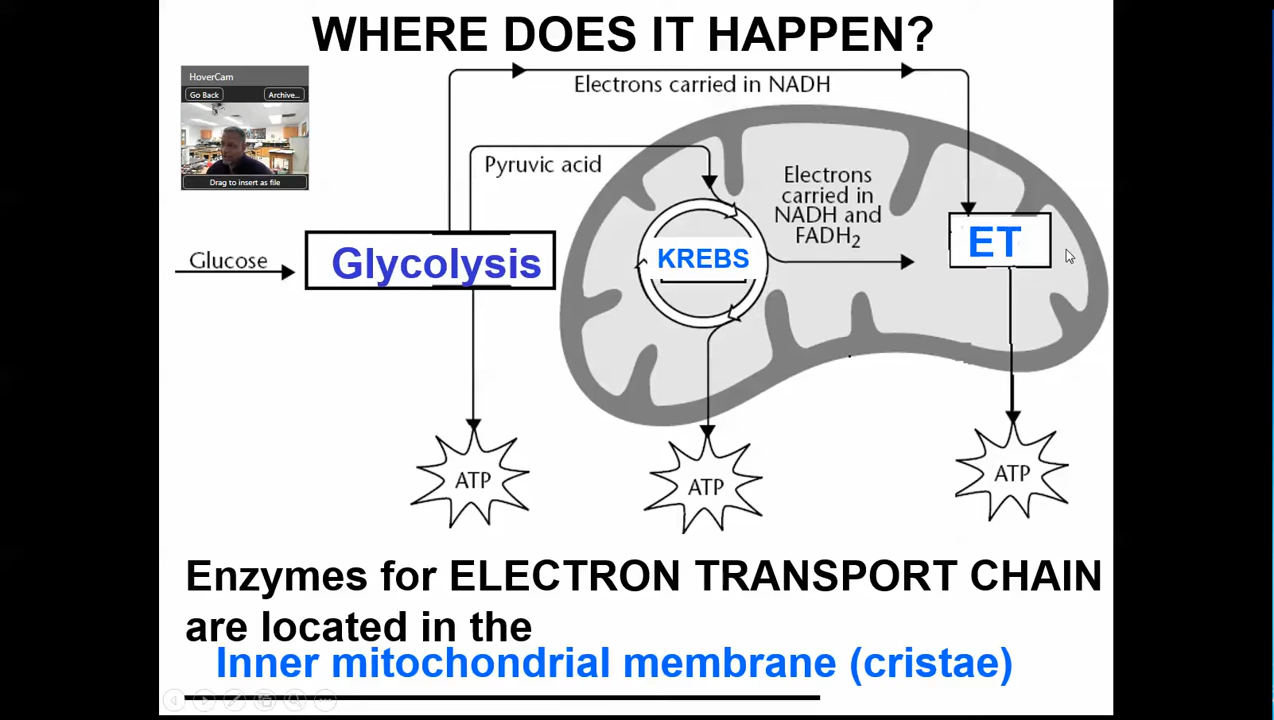 WHERE DOES IT HAPPEN?
HoverCam
Go Back
Archive...
Drag to insert as file
Electrons carried in NADH
Pyruvic acid
Electrons
carried in
NADH and
FADH₂
Glucose
Glycolysis
KREBS
ET
ATP
ATP
ATP
Enzymes for ELECTRON TRANSPORT CHAIN
are located in the
Inner mitochondrial membrane (cristae)